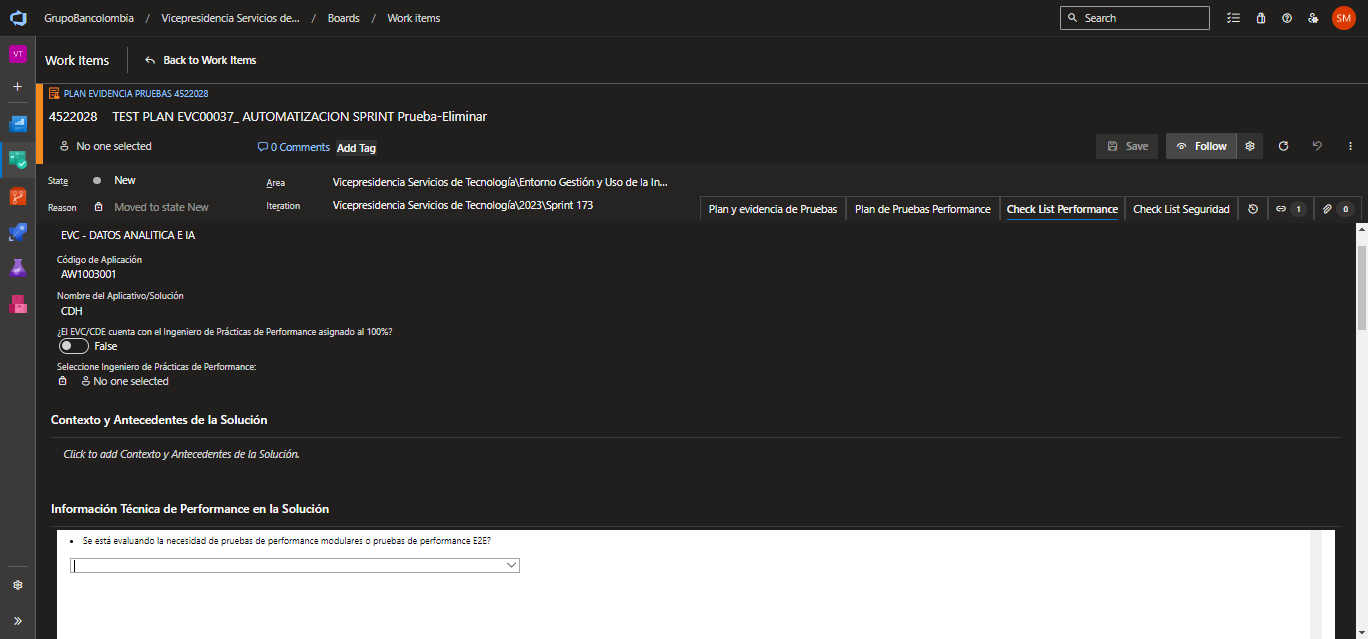 GrupoBancolombia / Vicepresidencia Servicios de... / Boards / Work items
Search
SM
VT
Work Items
Back to Work Items
PLAN EVIDENCIA PRUEBAS 4522028
4522028 TEST PLAN EVC00037_ AUTOMATIZACION SPRINT Prueba-Eliminar
No one selected
0 Comments
Add Tag
Save
Follow
State
New
Area
Vicepresidencia Servicios de Tecnología\Entorno Gestión y Uso de la In...
Reason
Moved to state New
Iteration
Vicepresidencia Servicios de Tecnología\2023\Sprint 173
Plan y evidencia de Pruebas
Plan de Pruebas Performance
Check List Performance
Check List Seguridad
1
0
EVC - DATOS ANALITICA E IA
Código de Aplicación
AW1003001
Nombre del Aplicativo/Solución
CDH
¿El EVC/CDE cuenta con el Ingeniero de Prácticas de Performance asignado al 100%?
False
Seleccione Ingeniero de Prácticas de Performance:
No one selected
Contexto y Antecedentes de la Solución
Click to add Contexto y Antecedentes de la Solución.
Información Técnica de Performance en la Solución
• Se está evaluando la necesidad de pruebas de performance modulares o pruebas de performance E2E?